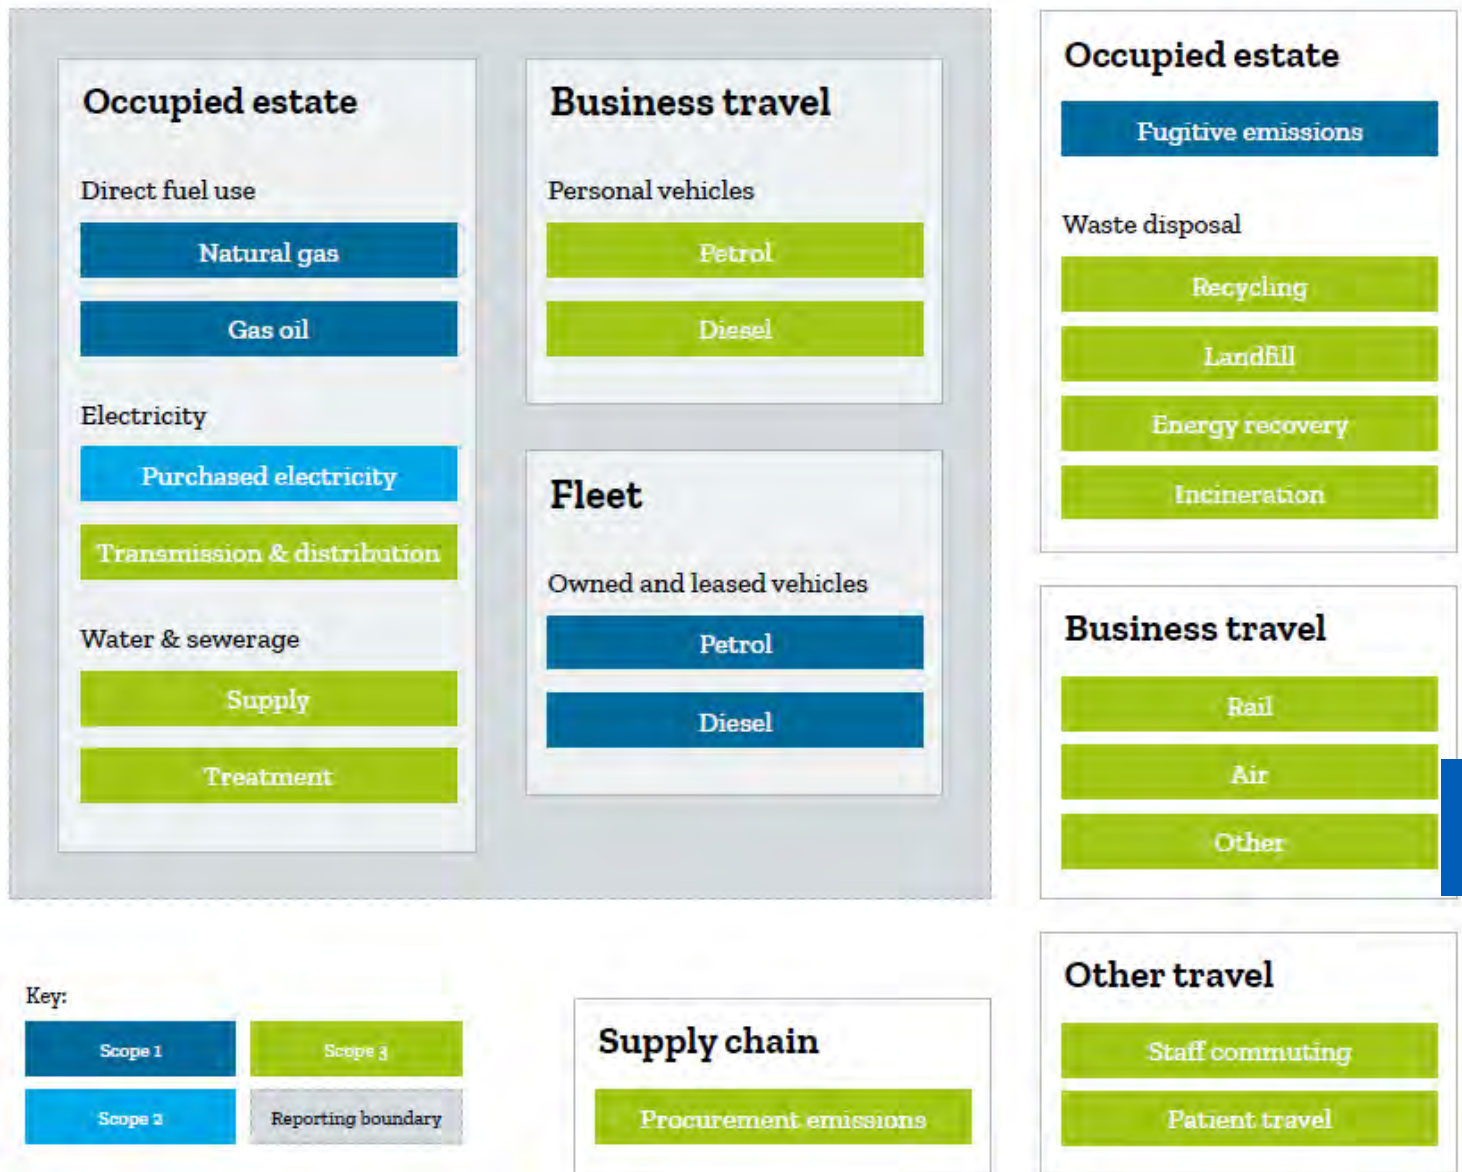 Occupied estate
Direct fuel use
Natural gas
Gas oil
Electricity
Purchased electricity
Transmission & distribution
Water & sewerage
Supply
Treatment
Business travel
Personal vehicles
Petrol
Diesel
Fleet
Owned and leased vehicles
Petrol
Diesel
Occupied estate
Fugitive emissions
Waste disposal
Recycling
Landfill
Energy recovery
Incineration
Business travel
Rail
Air
Other
Key:
Scope 1
Scope 3
Scope 2
Reporting boundary
Supply chain
Procurement emissions
Other travel
Staff commuting
Patient travel